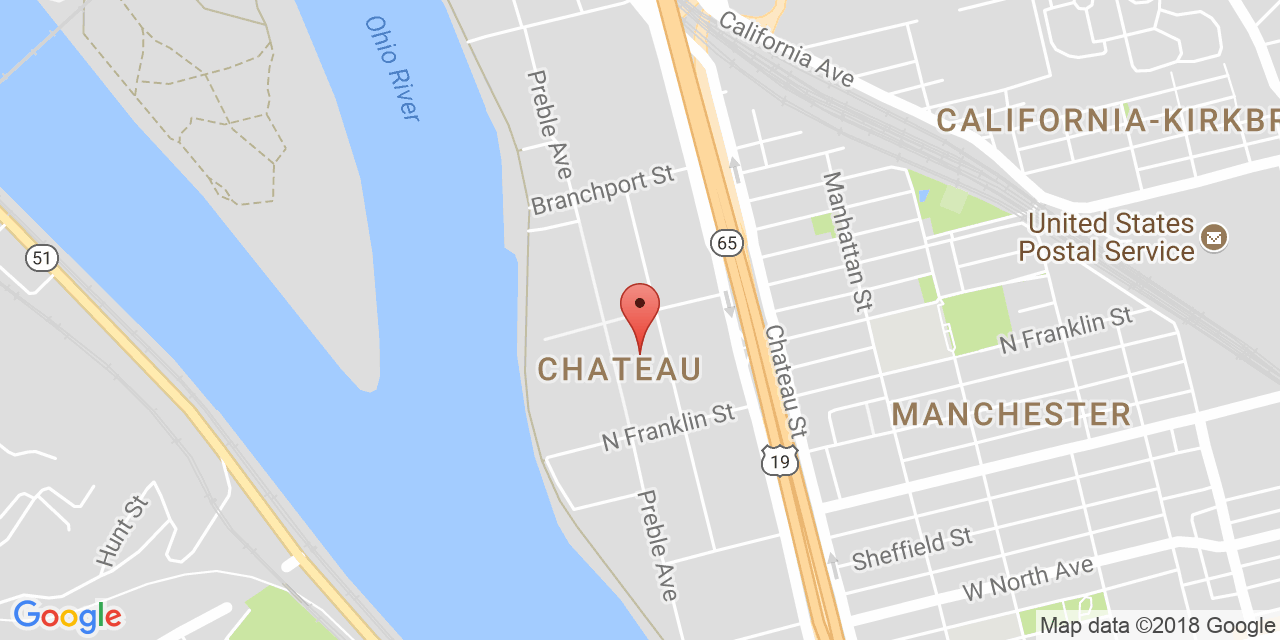 Ohio River
California Ave
Preble Ave
CALIFORNIA-KIRKBR
Branchport St
Manhattan St
United States
Postal Service
65
51
N Franklin St
Chateau St
CHATEAU
MANCHESTER
N Franklin St
19
Hunt St
Preble Ave
Sheffield St
W North Ave
Google
Map data ©2018 Google